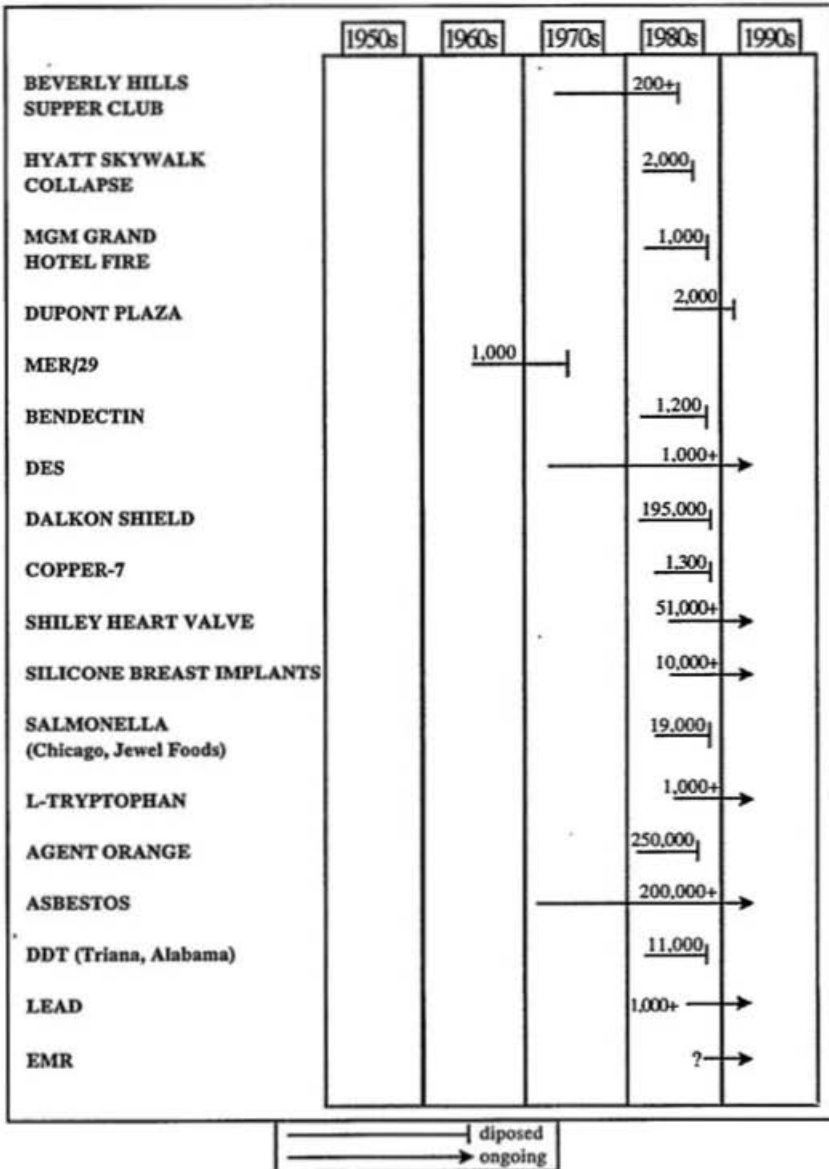 1950s 1960s 1970s 1980s 1990s
BEVERLY HILLS
SUPPER CLUB
200+
HYATT SKYWALK
COLLAPSE
2,000
MGM GRAND
HOTEL FIRE
1,000
DUPONT PLAZA
2,000
MER/29
1,000
BENDECTIN
1,200
DES
1,000+
DALKON SHIELD
195,000
COPPER-7
1,300
SHILEY HEART VALVE
51,000+
SILICONE BREAST IMPLANTS
10,000+
SALMONELLA
(Chicago, Jewel Foods)
19,000
L-TRYPTOPHAN
1,000+
AGENT ORANGE
250,000
ASBESTOS
200,000+
DDT (Triana, Alabama)
11,000
LEAD
1,000+
EMR
?
diposed
ongoing